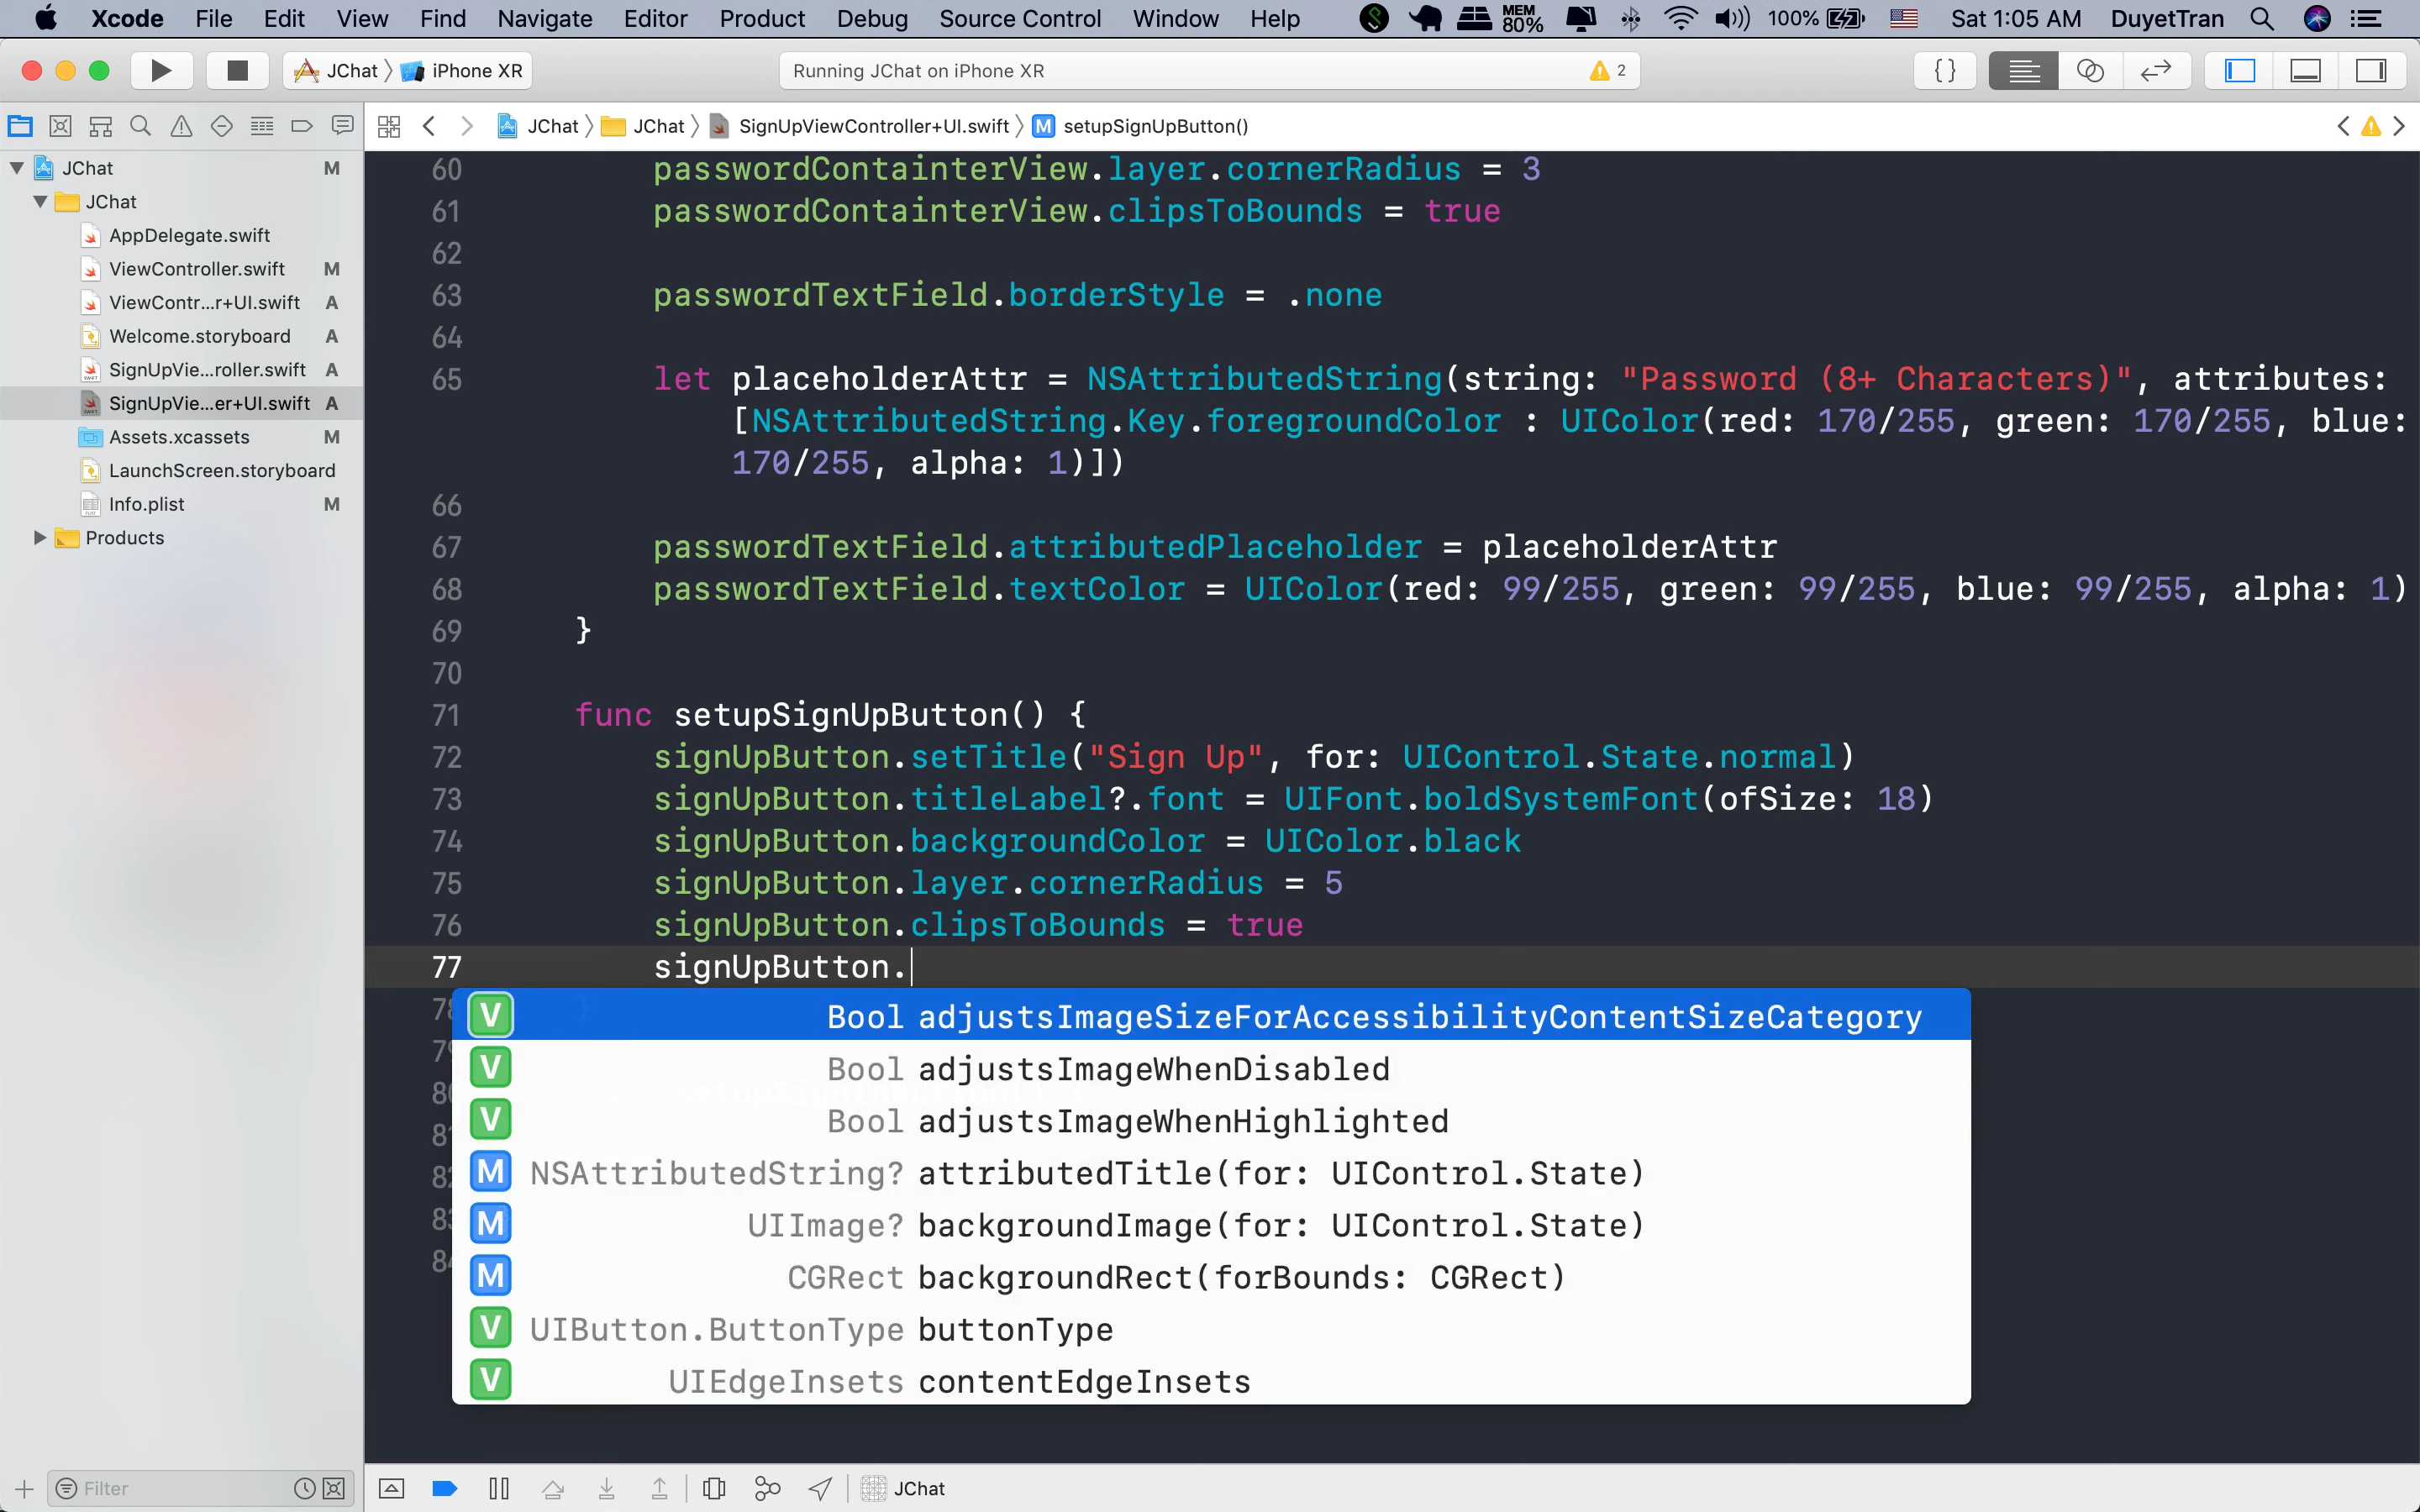 Xcode File Edit View Find Navigate Editor Product Debug Source Control Window Help MEM 80% 100% Sat 1:05 AM DuyetTran
JChat iPhone XR Running JChat on iPhone XR 2 {}
JChat JChat SignUpViewController+UI.swift M setupSignUpButton()
JChat M
JChat
AppDelegate.swift
ViewController.swift M
ViewContr...r+UI.swift A
Welcome.storyboard A
SignUpVie...roller.swift A
SignUpVie...er+UI.swift A
Assets.xcassets M
LaunchScreen.storyboard
Info.plist M
Products
60 passwordContainterView.layer.cornerRadius = 3
61 passwordContainterView.clipsToBounds = true
62
63 passwordTextField.borderStyle = .none
64
65 let placeholderAttr = NSAttributedString(string: "Password (8+ Characters)", attributes:
[NSAttributedString.Key.foregroundColor : UIColor(red: 170/255, green: 170/255, blue:
170/255, alpha: 1)])
66
67 passwordTextField.attributedPlaceholder = placeholderAttr
68 passwordTextField.textColor = UIColor(red: 99/255, green: 99/255, blue: 99/255, alpha: 1)
69 }
70
71 func setupSignUpButton() {
72 signUpButton.setTitle("Sign Up", for: UIControl.State.normal)
73 signUpButton.titleLabel?.font = UIFont.boldSystemFont(ofSize: 18)
74 signUpButton.backgroundColor = UIColor.black
75 signUpButton.layer.cornerRadius = 5
76 signUpButton.clipsToBounds = true
77 signUpButton.
V Bool adjustsImageSizeForAccessibilityContentSizeCategory
V Bool adjustsImageWhenDisabled
V Bool adjustsImageWhenHighlighted
M NSAttributedString? attributedTitle(for: UIControl.State)
M UIImage? backgroundImage(for: UIControl.State)
M CGRect backgroundRect(forBounds: CGRect)
V UIButton.ButtonType buttonType
V UIEdgeInsets contentEdgeInsets
Filter JChat